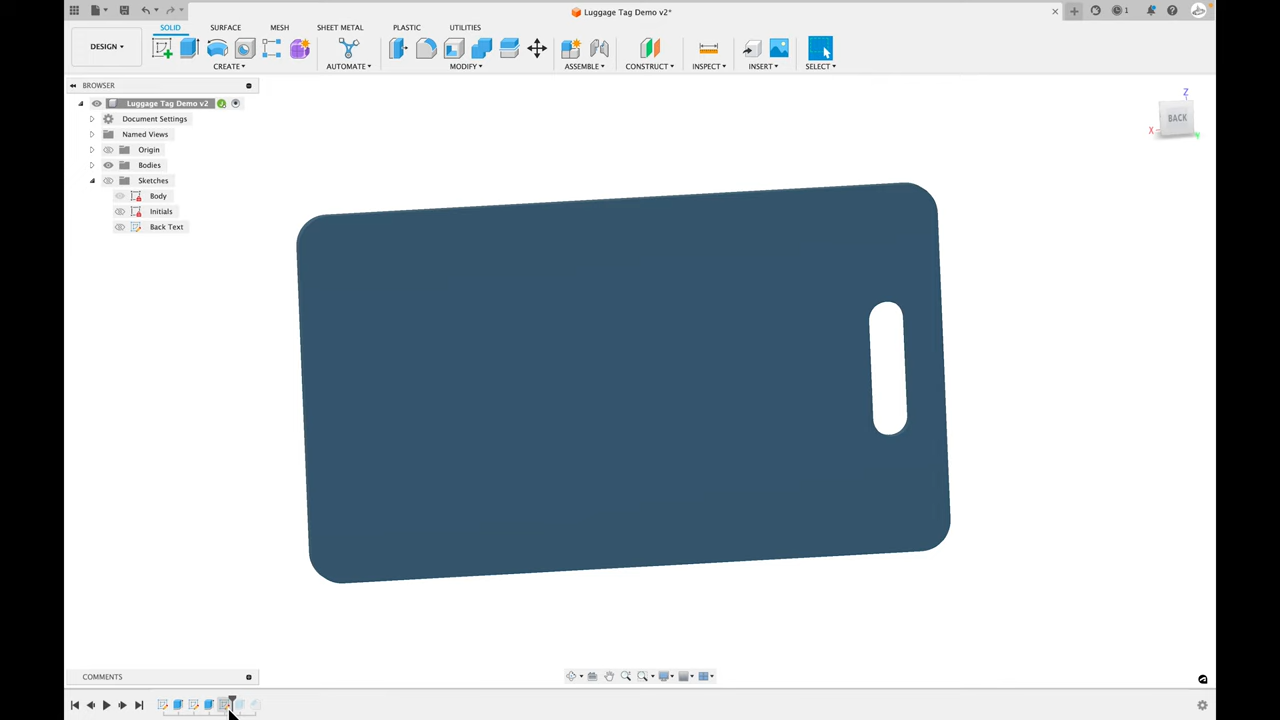 Luggage Tag Demo v2*
1
SOLID SURFACE MESH SHEET METAL PLASTIC UTILITIES
DESIGN
CREATE AUTOMATE MODIFY ASSEMBLE CONSTRUCT INSPECT INSERT SELECT
BROWSER
Luggage Tag Demo v2
Document Settings
Named Views
Origin
Bodies
Sketches
Body
Initials
Back Text
Z
BACK
X
Y
COMMENTS